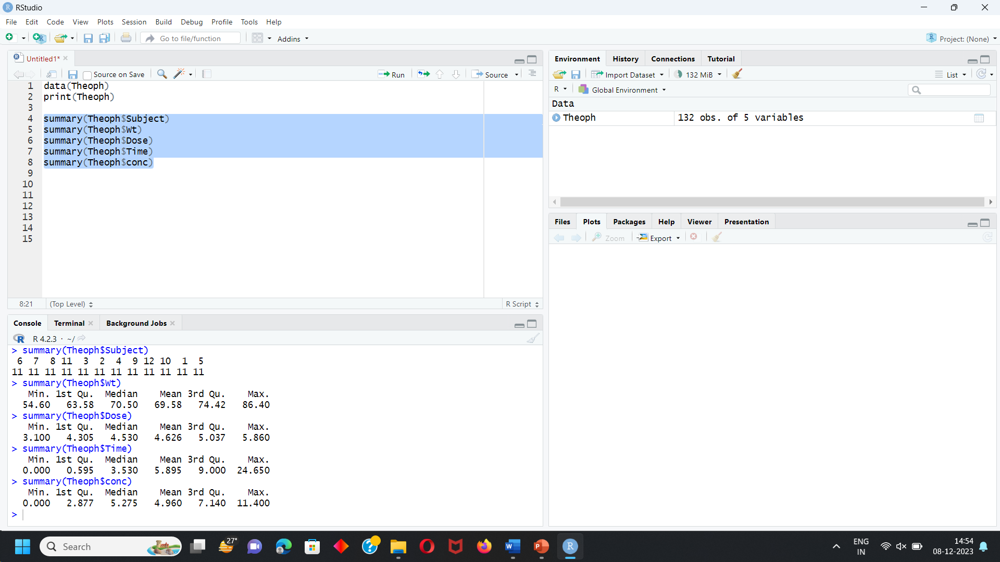 RStudio
File Edit Code View Plots Session Build Debug Profile Tools Help
Go to file/function Addins Project: (None)
Untitled1*
Source on Save Run Source
1 data(Theoph)
2 print(Theoph)
3
4 summary(Theoph$Subject)
5 summary(Theoph$Wt)
6 summary(Theoph$Dose)
7 summary(Theoph$Time)
8 summary(Theoph$conc)
9
10
11
12
13
14
15
8:21 (Top Level) R Script
Console Terminal Background Jobs
R 4.2.3 · ~/
> summary(Theoph$Subject)
 6  7  8 11  3  2  4  9 12 10  1  5
11 11 11 11 11 11 11 11 11 11 11 11
> summary(Theoph$Wt)
   Min. 1st Qu.  Median    Mean 3rd Qu.    Max.
  54.60   63.58   70.50   69.58   74.42   86.40
> summary(Theoph$Dose)
   Min. 1st Qu.  Median    Mean 3rd Qu.    Max.
  3.100   4.305   4.530   4.626   5.037   5.860
> summary(Theoph$Time)
   Min. 1st Qu.  Median    Mean 3rd Qu.    Max.
  0.000   0.595   3.530   5.895   9.000  24.650
> summary(Theoph$conc)
   Min. 1st Qu.  Median    Mean 3rd Qu.    Max.
  0.000   2.877   5.275   4.960   7.140  11.400
>
Environment History Connections Tutorial
Import Dataset 132 MiB List
R Global Environment
Data
Theoph 132 obs. of 5 variables
Files Plots Packages Help Viewer Presentation
Zoom Export
Search 27° ENG IN 14:54
08-12-2023